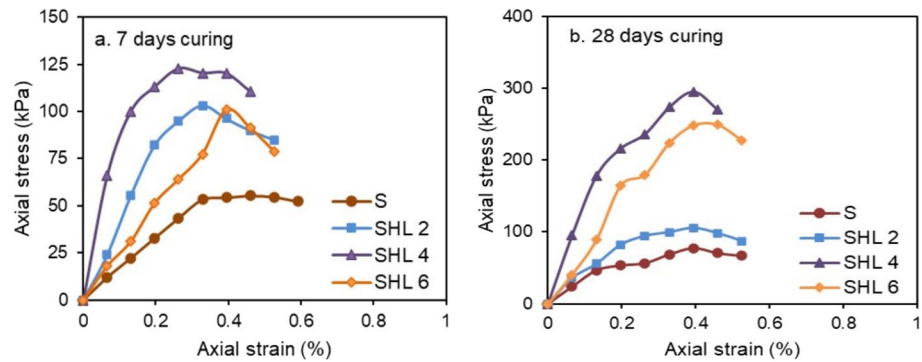 a. 7 days curing
Axial stress (kPa)
150
125
100
75
50
25
0
0
0.2
0.4
0.6
0.8
1
Axial strain (%)
S
SHL 2
SHL 4
SHL 6
b. 28 days curing
Axial stress (kPa)
400
300
200
100
0
0
0.2
0.4
0.6
0.8
1
Axial strain (%)
S
SHL 2
SHL 4
SHL 6